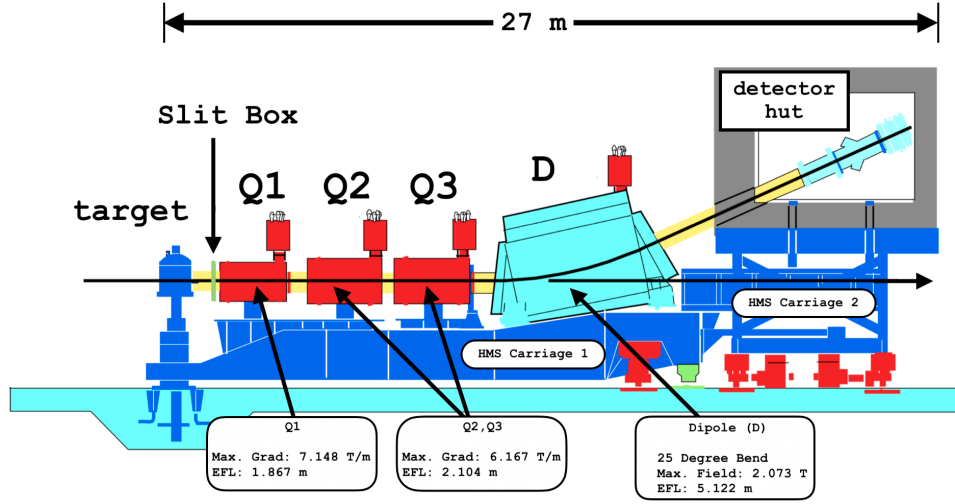 27 m
detector
hut
Slit Box
Q1 Q2 Q3 D
target
HMS Carriage 2
HMS Carriage 1
Q1
Max. Grad: 7.148 T/m
EFL: 1.867 m
Q2,Q3
Max. Grad: 6.167 T/m
EFL: 2.104 m
Dipole (D)
25 Degree Bend
Max. Field: 2.073 T
EFL: 5.122 m